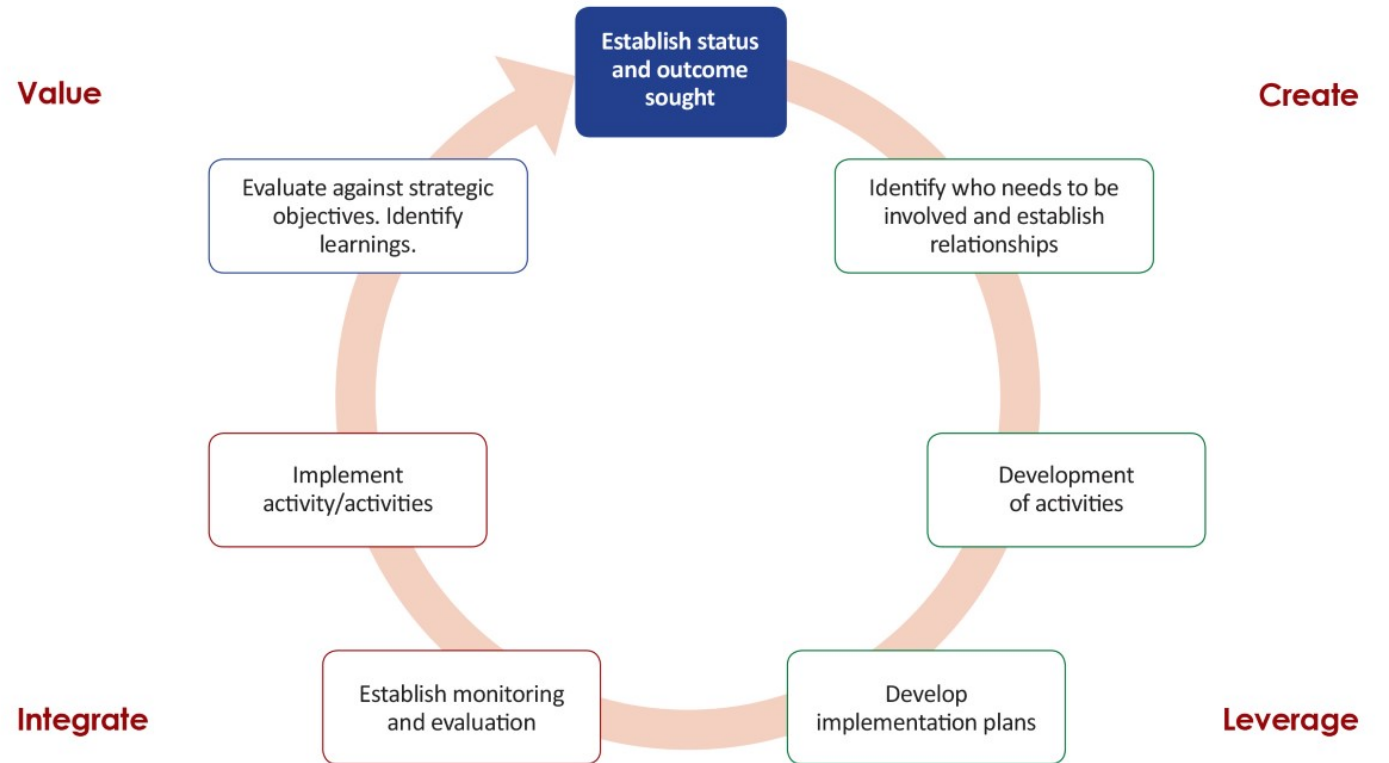 Establish status
and outcome
sought
Value
Create
Evaluate against strategic
objectives. Identify
learnings.
Identify who needs to be
involved and establish
relationships
Implement
activity/activities
Development
of activities
Establish monitoring
and evaluation
Develop
implementation plans
Integrate
Leverage